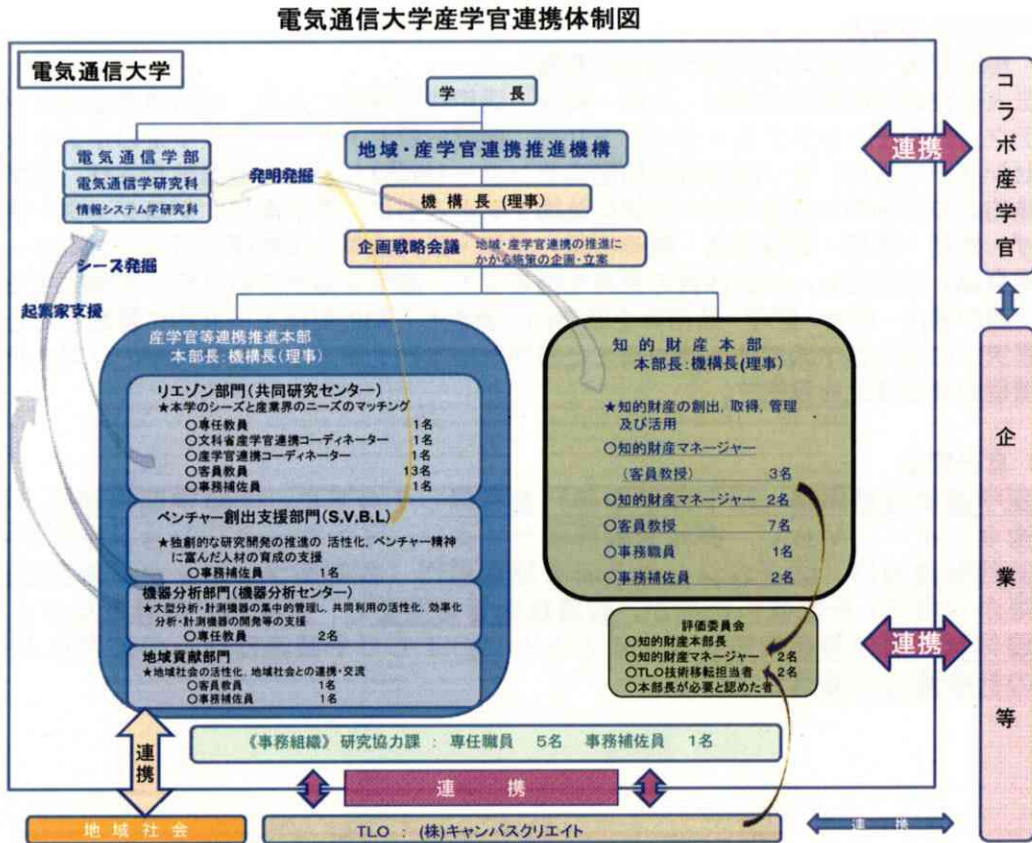 電気通信大学産学官連携体制図
電気通信大学
学 長
電気通信学部
電気通信学研究科
情報システム学研究科
地域・産学官連携推進機構
発明発掘
機 構 長 (理事)
企画戦略会議 地域・産学官連携の推進に
かかる施策の企画・立案
シーズ発掘
起業家支援
産学官等連携推進本部
本部長:機構長(理事)
リエゾン部門(共同研究センター)
★本学のシーズと産業界のニーズのマッチング
○専任教員 1名
○文科省産学官連携コーディネーター 1名
○産学官連携コーディネーター 1名
○客員教員 13名
○事務補佐員 1名
ベンチャー創出支援部門(S.V.B.L)
★独創的な研究開発の推進の 活性化, ベンチャー精神
に富んだ人材の育成の支援
○事務補佐員 1名
機器分析部門(機器分析センター)
★大型分析・計測機器の集中的管理し, 共同利用の活性化, 効率化
分析・計測機器の開発等の支援
○専任教員 2名
地域貢献部門
★地域社会の活性化, 地域社会との連携・交流
○客員教員 1名
○事務補佐員 1名
知 的 財 産 本 部
本部長:機構長(理事)
★知的財産の創出, 取得, 管理
及び活用
○知的財産マネージャー
(客員教授) 3名
○知的財産マネージャー 2名
○客員教授 7名
○事務職員 1名
○事務補佐員 2名
評価委員会
○知的財産本部長
○知的財産マネージャー 2名
○TLO技術移転担当者 2名
○本部長が必要と認めた者
《事務組織》 研究協力課 : 専任職員 5名 事務補佐員 1名
連携
連 携
地 域 社 会
TLO : (株)キャンパスクリエイト
連 携
連携
連携
コラボ産学官
企 業 等